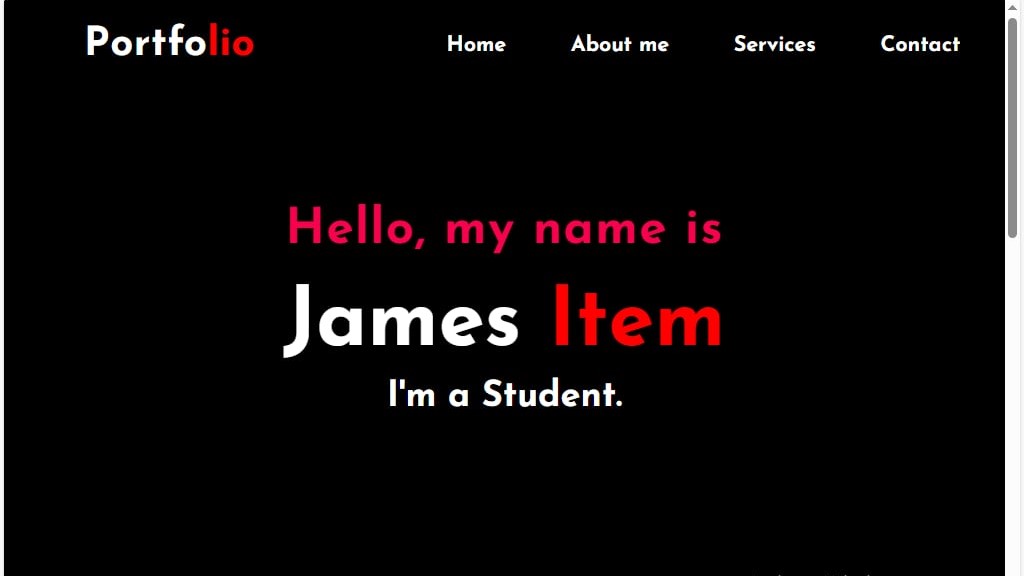 Portfolio
Home About me Services Contact
Hello, my name is
James Item
I'm a Student.